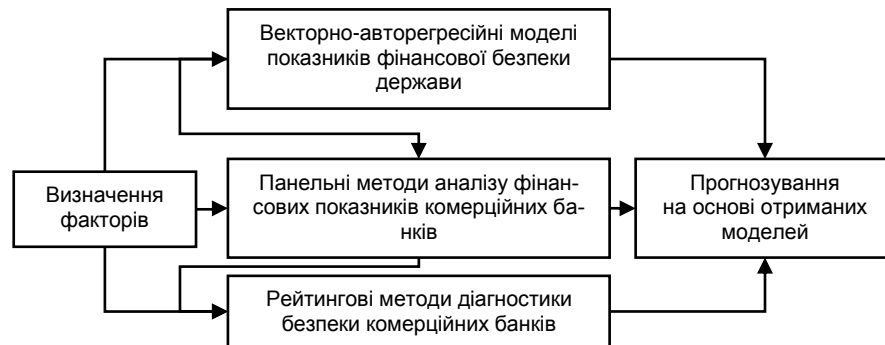 Векторно-авторегресійні моделі
показників фінансової безпеки
держави
Визначення
факторів
Панельні методи аналізу фінан-
сових показників комерційних ба-
нків
Прогнозування
на основі отриманих
моделей
Рейтингові методи діагностики
безпеки комерційних банків